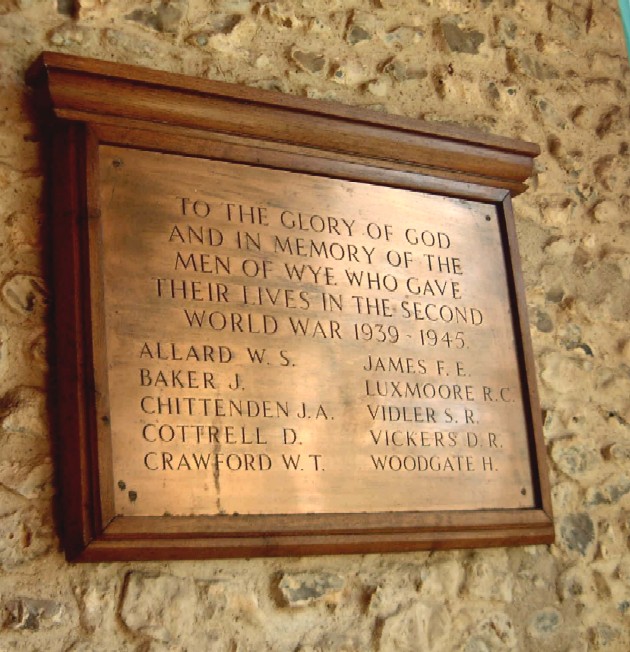 TO THE GLORY OF GOD
AND IN MEMORY OF THE
MEN OF WYE WHO GAVE
THEIR LIVES IN THE SECOND
WORLD WAR 1939-1945.
ALLARD W. S.
BAKER J.
CHITTENDEN J.A.
COTTRELL D.
CRAWFORD W.T.
JAMES F.E.
LUXMOORE R.C.
VIDLER S.R.
VICKERS D.R.
WOODGATE H.